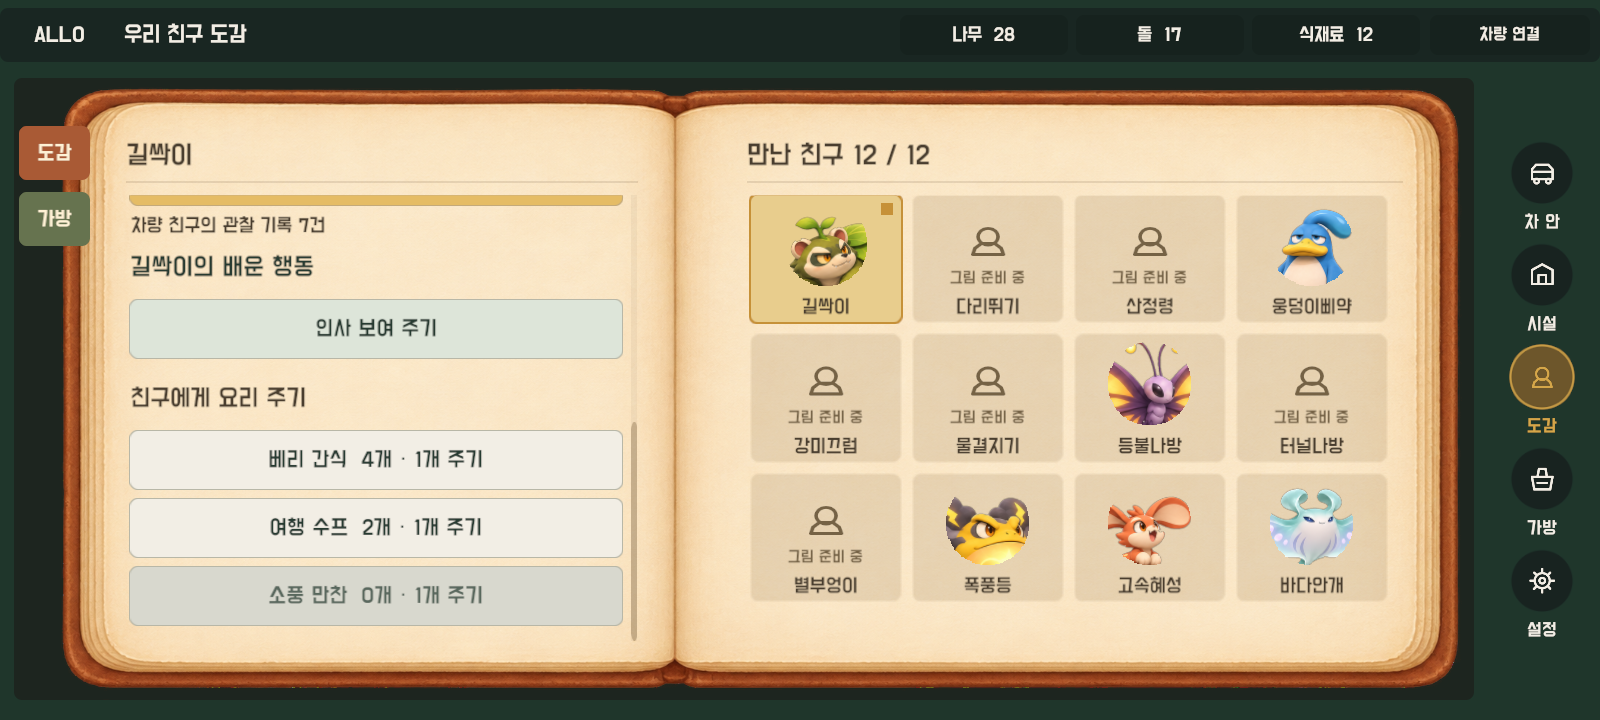 ALLO 우리 친구 도감 나무 28 돌 17 식재료 12 차량 연결
도감
가방
길싹이
차량 친구의 관찰 기록 7건
길싹이의 배운 행동
인사 보여 주기
친구에게 요리 주기
베리 간식 4개 · 1개 주기
여행 수프 2개 · 1개 주기
소풍 만찬 0개 · 1개 주기
만난 친구 12 / 12
길싹이
그림 준비 중
다리뛰기
그림 준비 중
산정령
웅덩이삐약
그림 준비 중
강미끄럼
그림 준비 중
물결지기
등불나방
그림 준비 중
터널나방
그림 준비 중
별부엉이
폭풍등
고속혜성
바다안개
차 안
시설
도감
가방
설정